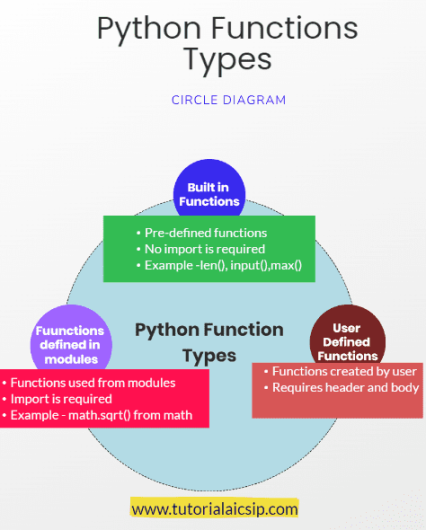 Python Functions
Types
CIRCLE DIAGRAM
Built in
Functions
• Pre-defined functions
• No import is required
• Example -len(), input(),max()
Fuunctions
defined in
modules
• Functions used from modules
• Import is required
• Example - math.sqrt() from math
Python Function
Types
User
Defined
Functions
• Functions created by user
• Requires header and body
www.tutorialaicsip.com